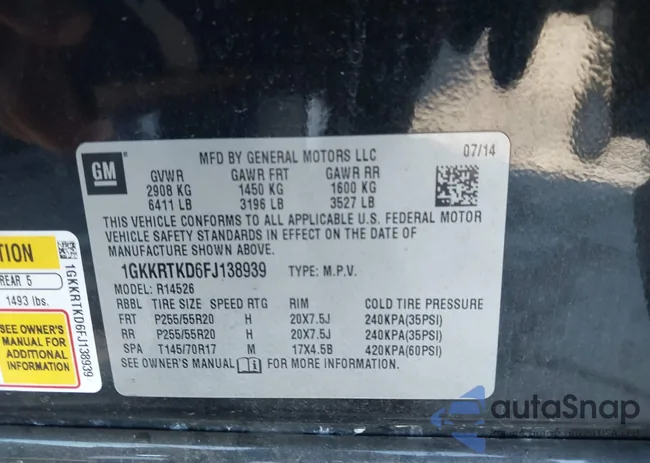 GM
MFD BY GENERAL MOTORS LLC
07/14
GVWR GAWR FRT GAWR RR
2908 KG 1450 KG 1600 KG
6411 LB 3196 LB 3527 LB
THIS VEHICLE CONFORMS TO ALL APPLICABLE U.S. FEDERAL MOTOR
VEHICLE SAFETY STANDARDS IN EFFECT ON THE DATE OF
MANUFACTURE SHOWN ABOVE.
1GKKRTKD6FJ138939 TYPE: M.P.V.
MODEL: R14526
RBBL TIRE SIZE SPEED RTG RIM COLD TIRE PRESSURE
FRT P255/55R20 H 20X7.5J 240KPA(35PSI)
RR P255/55R20 H 20X7.5J 240KPA(35PSI)
SPA T145/70R17 M 17X4.5B 420KPA(60PSI)
SEE OWNER'S MANUAL FOR MORE INFORMATION.
TION
REAR 5
1493 lbs.
SEE OWNER'S
MANUAL FOR
ADDITIONAL
INFORMATION
1GKKRTKD6FJ138939
autoSnap